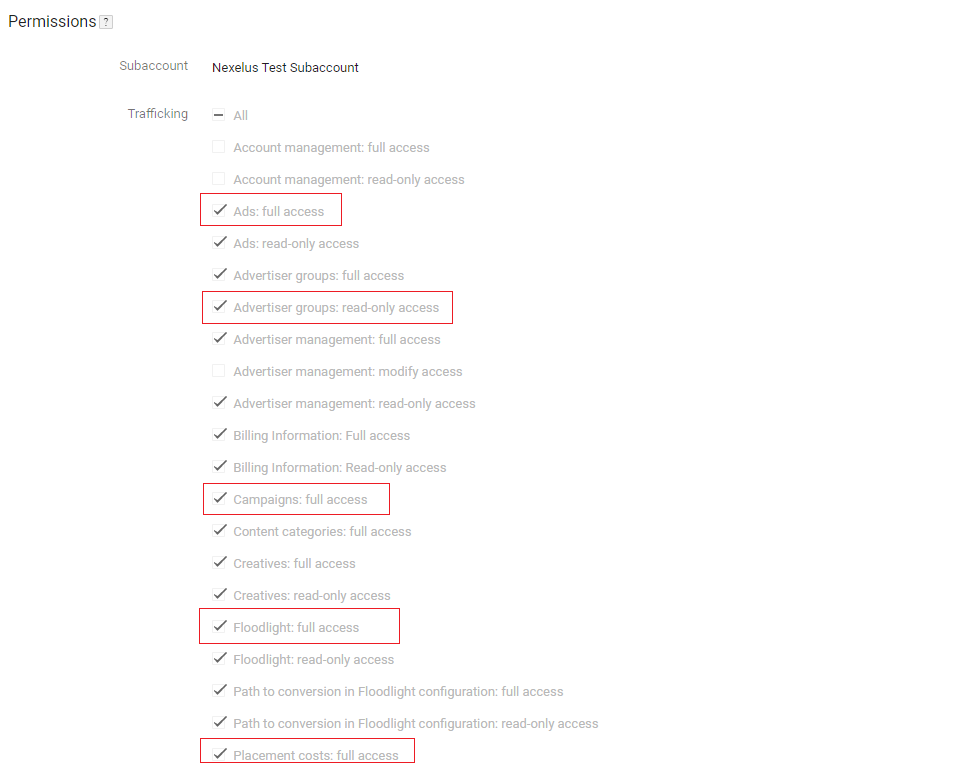 Permissions ?
Subaccount Nexelus Test Subaccount
Trafficking All
Account management: full access
Account management: read-only access
Ads: full access
Ads: read-only access
Advertiser groups: full access
Advertiser groups: read-only access
Advertiser management: full access
Advertiser management: modify access
Advertiser management: read-only access
Billing Information: Full access
Billing Information: Read-only access
Campaigns: full access
Content categories: full access
Creatives: full access
Creatives: read-only access
Floodlight: full access
Floodlight: read-only access
Path to conversion in Floodlight configuration: full access
Path to conversion in Floodlight configuration: read-only access
Placement costs: full access